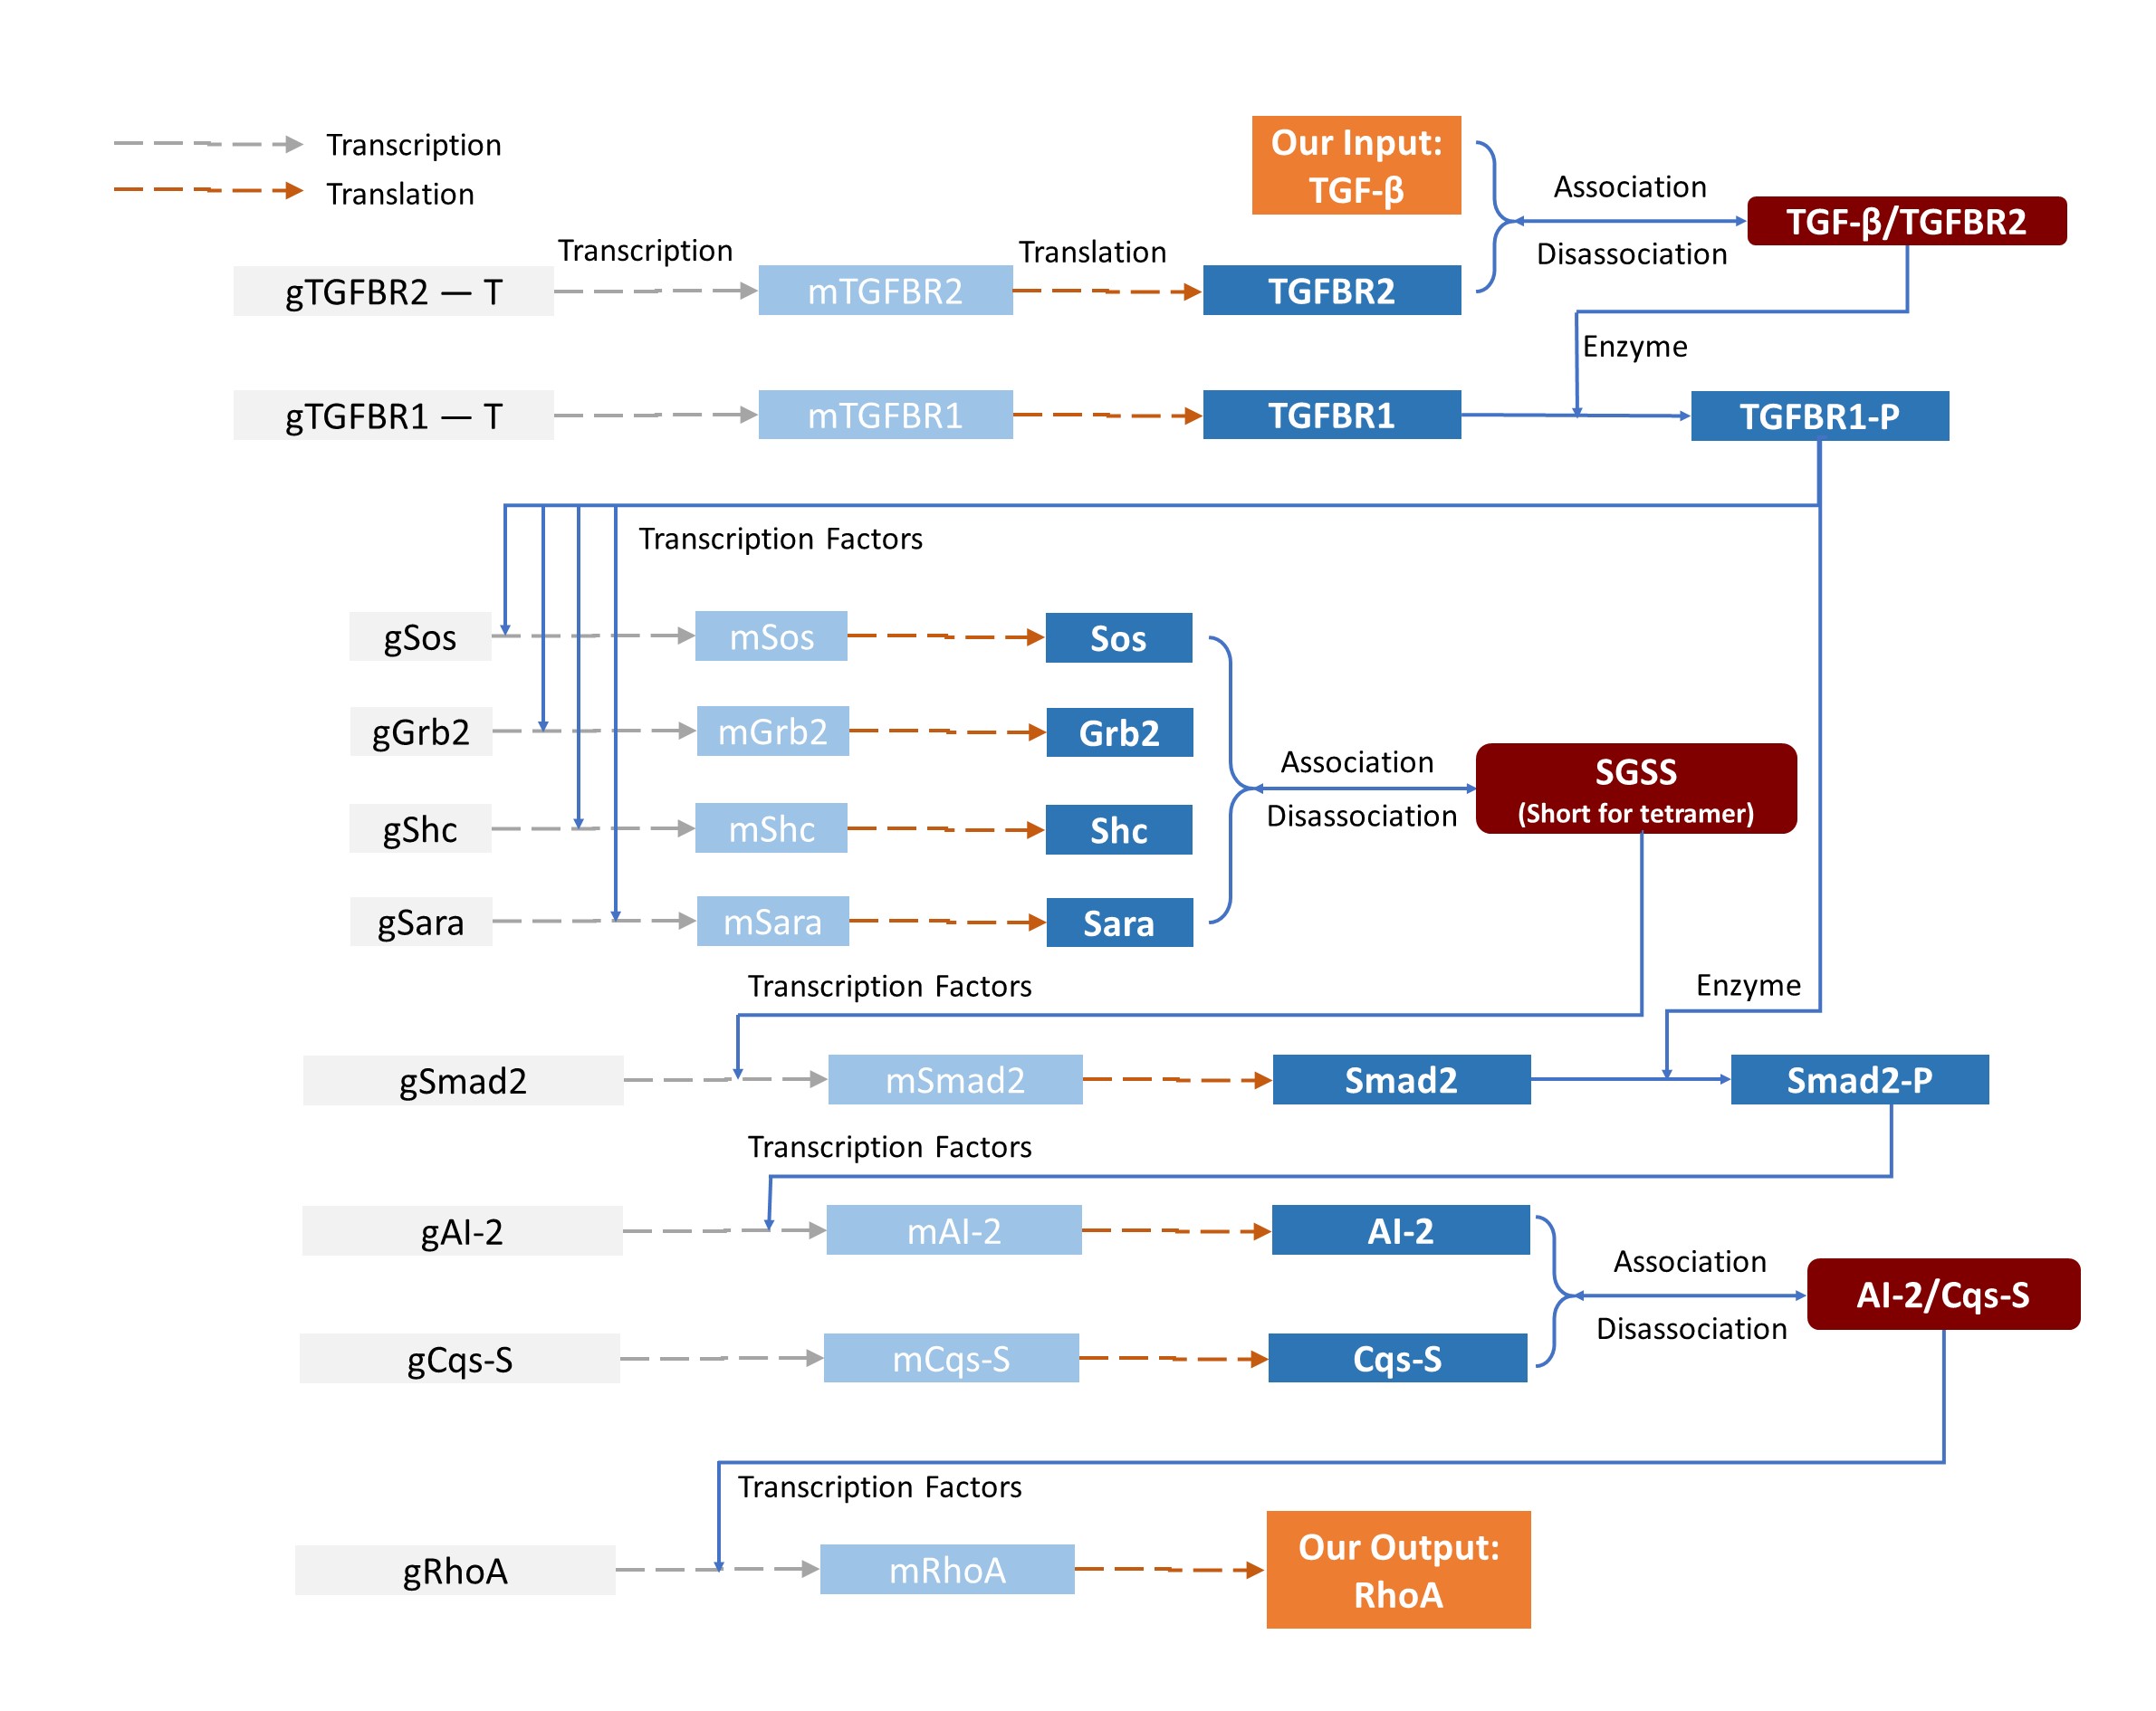 Transcription
Translation
Our Input:
TGF-β
Association
Disassociation
TGF-β/TGFBR2
gTGFBR2 — T
Transcription
mTGFBR2
Translation
TGFBR2
Enzyme
gTGFBR1 — T
mTGFBR1
TGFBR1
TGFBR1-P
Transcription Factors
gSos
mSos
Sos
gGrb2
mGrb2
Grb2
gShc
mShc
Shc
gSara
mSara
Sara
Association
Disassociation
SGSS
(Short for tetramer)
Transcription Factors
Enzyme
gSmad2
mSmad2
Smad2
Smad2-P
Transcription Factors
gAI-2
mAI-2
AI-2
gCqs-S
mCqs-S
Cqs-S
Association
Disassociation
AI-2/Cqs-S
Transcription Factors
gRhoA
mRhoA
Our Output:
RhoA